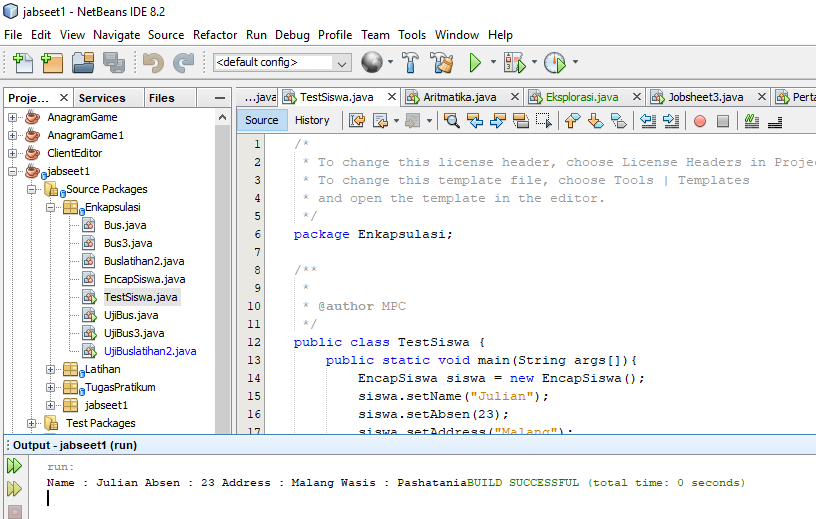 jabseet1 - NetBeans IDE 8.2
File Edit View Navigate Source Refactor Run Debug Profile Team Tools Window Help
<default config>
Proje... Services Files
AnagramGame
AnagramGame1
ClientEditor
jabseet1
Source Packages
Enkapsulasi
Bus.java
Bus3.java
Buslatihan2.java
EncapSiswa.java
TestSiswa.java
UjiBus.java
UjiBus3.java
UjiBuslatihan2.java
Latihan
TugasPratikum
jabseet1
Test Packages
...java TestSiswa.java Aritmatika.java Eksplorasi.java Jobsheet3.java Perta
Source History
1 /*
2 * To change this license header, choose License Headers in Projec
3 * To change this template file, choose Tools | Templates
4 * and open the template in the editor.
5 */
6 package Enkapsulasi;
7
8 /**
9 *
10 * @author MPC
11 */
12 public class TestSiswa {
13 public static void main(String args[]){
14 EncapSiswa siswa = new EncapSiswa();
15 siswa.setName("Julian");
16 siswa.setAbsen(23);
17 siswa.setAddress("Malang");
Output - jabseet1 (run)
run:
Name : Julian Absen : 23 Address : Malang Wasis : PashataniaBUILD SUCCESSFUL (total time: 0 seconds)